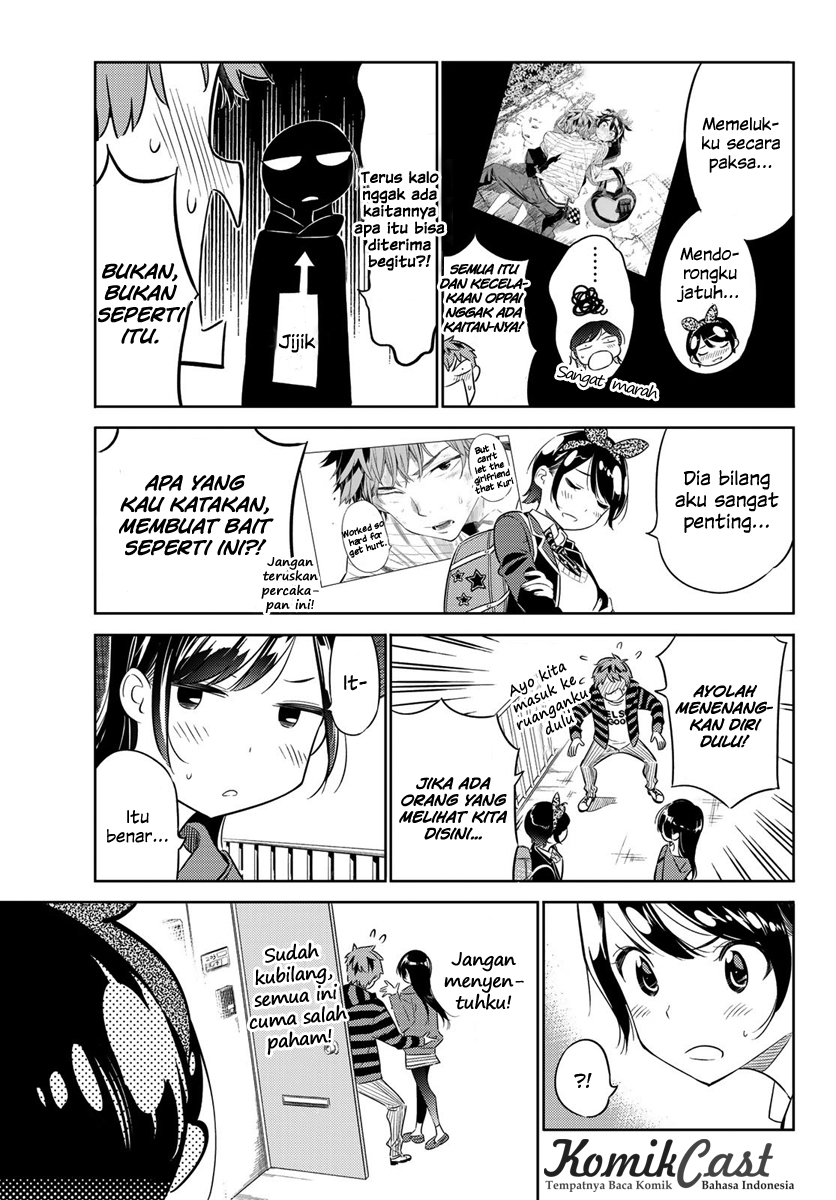 Memeluk-
ku secara
paksa...
Mendo-
rongku
jatuh...
........
Sangat marah
SEMUA ITU
DAN KECELA-
KAAN OPPAI
NGGAK ADA
KAITAN-NYA!
Terus kalo
nggak ada
kaitannya
apa itu bisa
diterima
begitu?!
Jijik
BUKAN,
BUKAN
SEPERTI
ITU.
Dia bilang
aku sangat
penting...
But I
can't
let the
girlfriend
that Kuri
Worked so
hard for
get hurt.
APA YANG
KAU KATAKAN,
MEMBUAT BAIT
SEPERTI INI?!
Jangan
teruskan
percaka-
pan ini!
AYOLAH
MENENANG-
KAN DIRI
DULU!
Ayo kita
masuk ke
ruanganku
dulu!
ELS
GOO
JIKA ADA
ORANG YANG
MELIHAT KITA
DISINI...
It-
Itu
benar...
?!
Jangan
menyen-
tuhku!
Sudah
kubilang,
semua ini
cuma salah
paham!
KomikCast
Tempatnya Baca Komik Bahasa Indonesia